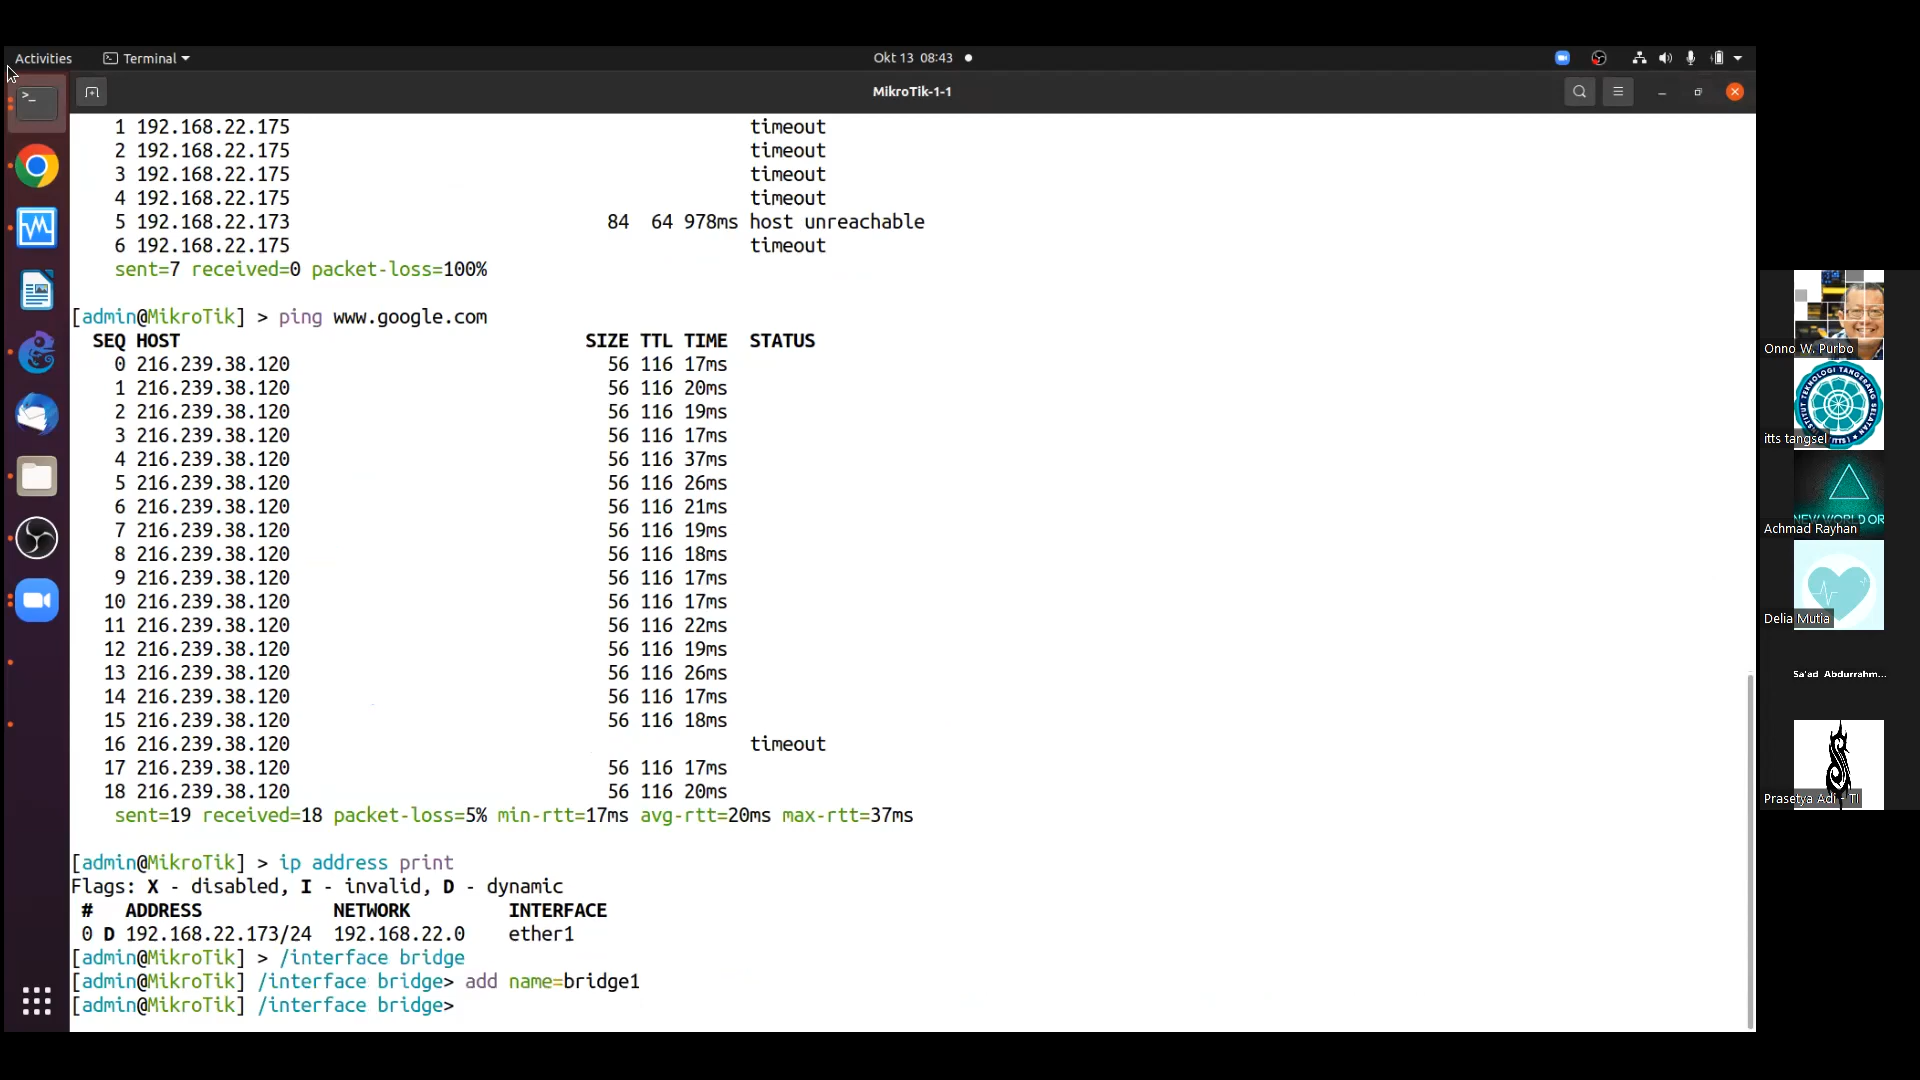 Activities
Terminal
Okt 13 08:43
MikroTik-1-1
1 192.168.22.175 timeout
2 192.168.22.175 timeout
3 192.168.22.175 timeout
4 192.168.22.175 timeout
5 192.168.22.173 84 64 978ms host unreachable
6 192.168.22.175 timeout
sent=7 received=0 packet-loss=100%
[admin@MikroTik] > ping www.google.com
SEQ HOST SIZE TTL TIME STATUS
0 216.239.38.120 56 116 17ms
1 216.239.38.120 56 116 20ms
2 216.239.38.120 56 116 19ms
3 216.239.38.120 56 116 17ms
4 216.239.38.120 56 116 37ms
5 216.239.38.120 56 116 26ms
6 216.239.38.120 56 116 21ms
7 216.239.38.120 56 116 19ms
8 216.239.38.120 56 116 18ms
9 216.239.38.120 56 116 17ms
10 216.239.38.120 56 116 17ms
11 216.239.38.120 56 116 22ms
12 216.239.38.120 56 116 19ms
13 216.239.38.120 56 116 26ms
14 216.239.38.120 56 116 17ms
15 216.239.38.120 56 116 18ms
16 216.239.38.120 timeout
17 216.239.38.120 56 116 17ms
18 216.239.38.120 56 116 20ms
sent=19 received=18 packet-loss=5% min-rtt=17ms avg-rtt=20ms max-rtt=37ms
[admin@MikroTik] > ip address print
Flags: X - disabled, I - invalid, D - dynamic
# ADDRESS NETWORK INTERFACE
0 D 192.168.22.173/24 192.168.22.0 ether1
[admin@MikroTik] > /interface bridge
[admin@MikroTik] /interface bridge> add name=bridge1
[admin@MikroTik] /interface bridge>
Onno W. Purbo
itts tangsel
NEW WORLD OR
Achmad Rayhan
Delia Mutia
Sa'ad Abdurrahm...
Prasetya Adi - TI